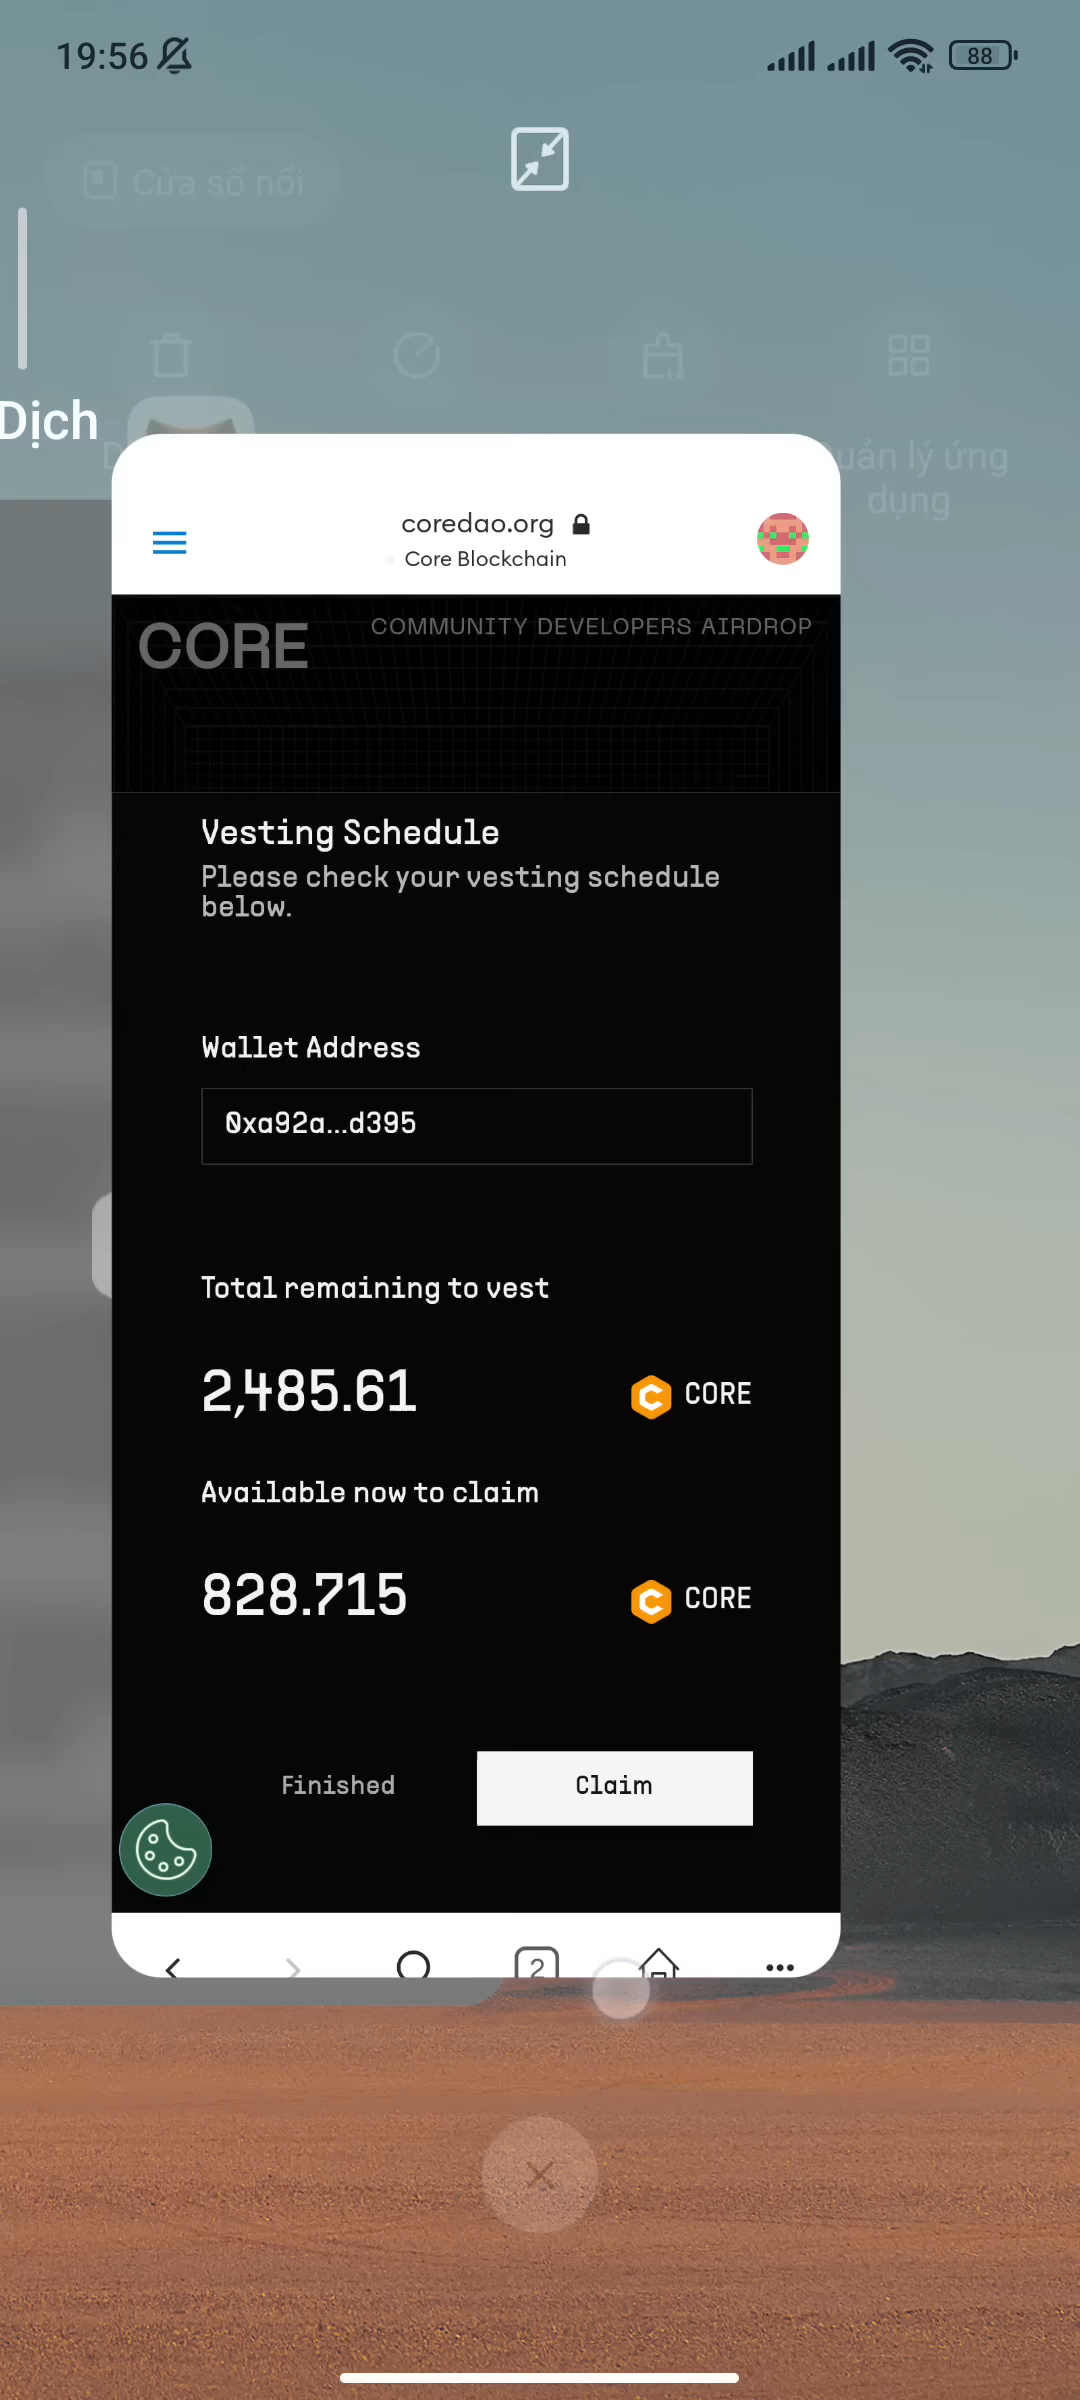 19:56
88
Cửa sổ nổi
Dịch
uản lý ứng
dụng
coredao.org
Core Blockchain
CORE
COMMUNITY DEVELOPERS AIRDROP
Vesting Schedule
Please check your vesting schedule
below.
Wallet Address
0xa92a...d395
Total remaining to vest
2,485.61
CORE
Available now to claim
828.715
CORE
Finished
Claim
2